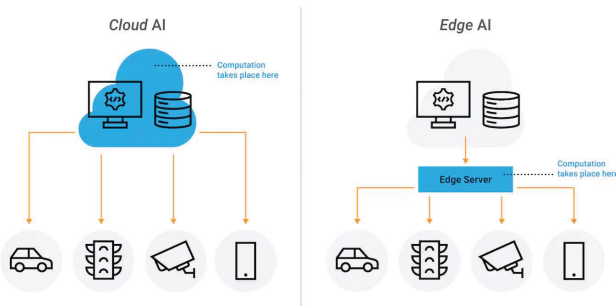 Cloud AI
Computation
takes place here
</>
Edge AI
</>
Computation
takes place here
Edge Server